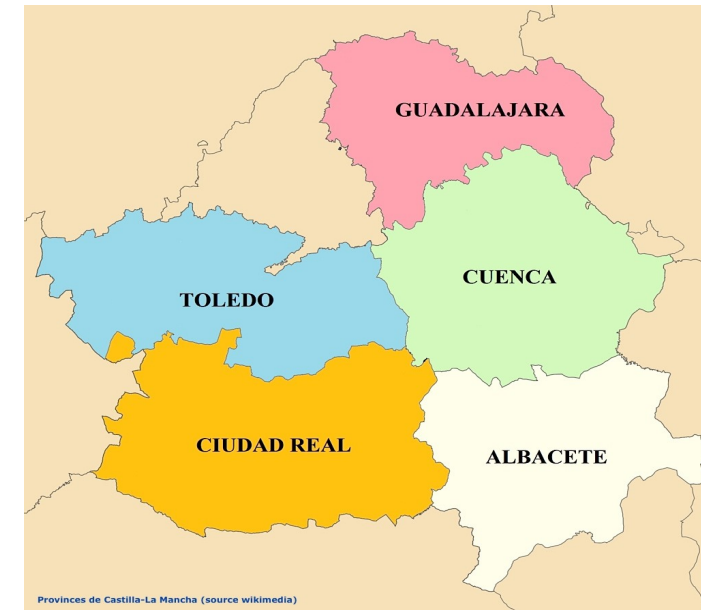 GUADALAJARA
CUENCA
TOLEDO
CIUDAD REAL
ALBACETE
Provinces de Castilla-La Mancha (source wikimedia)